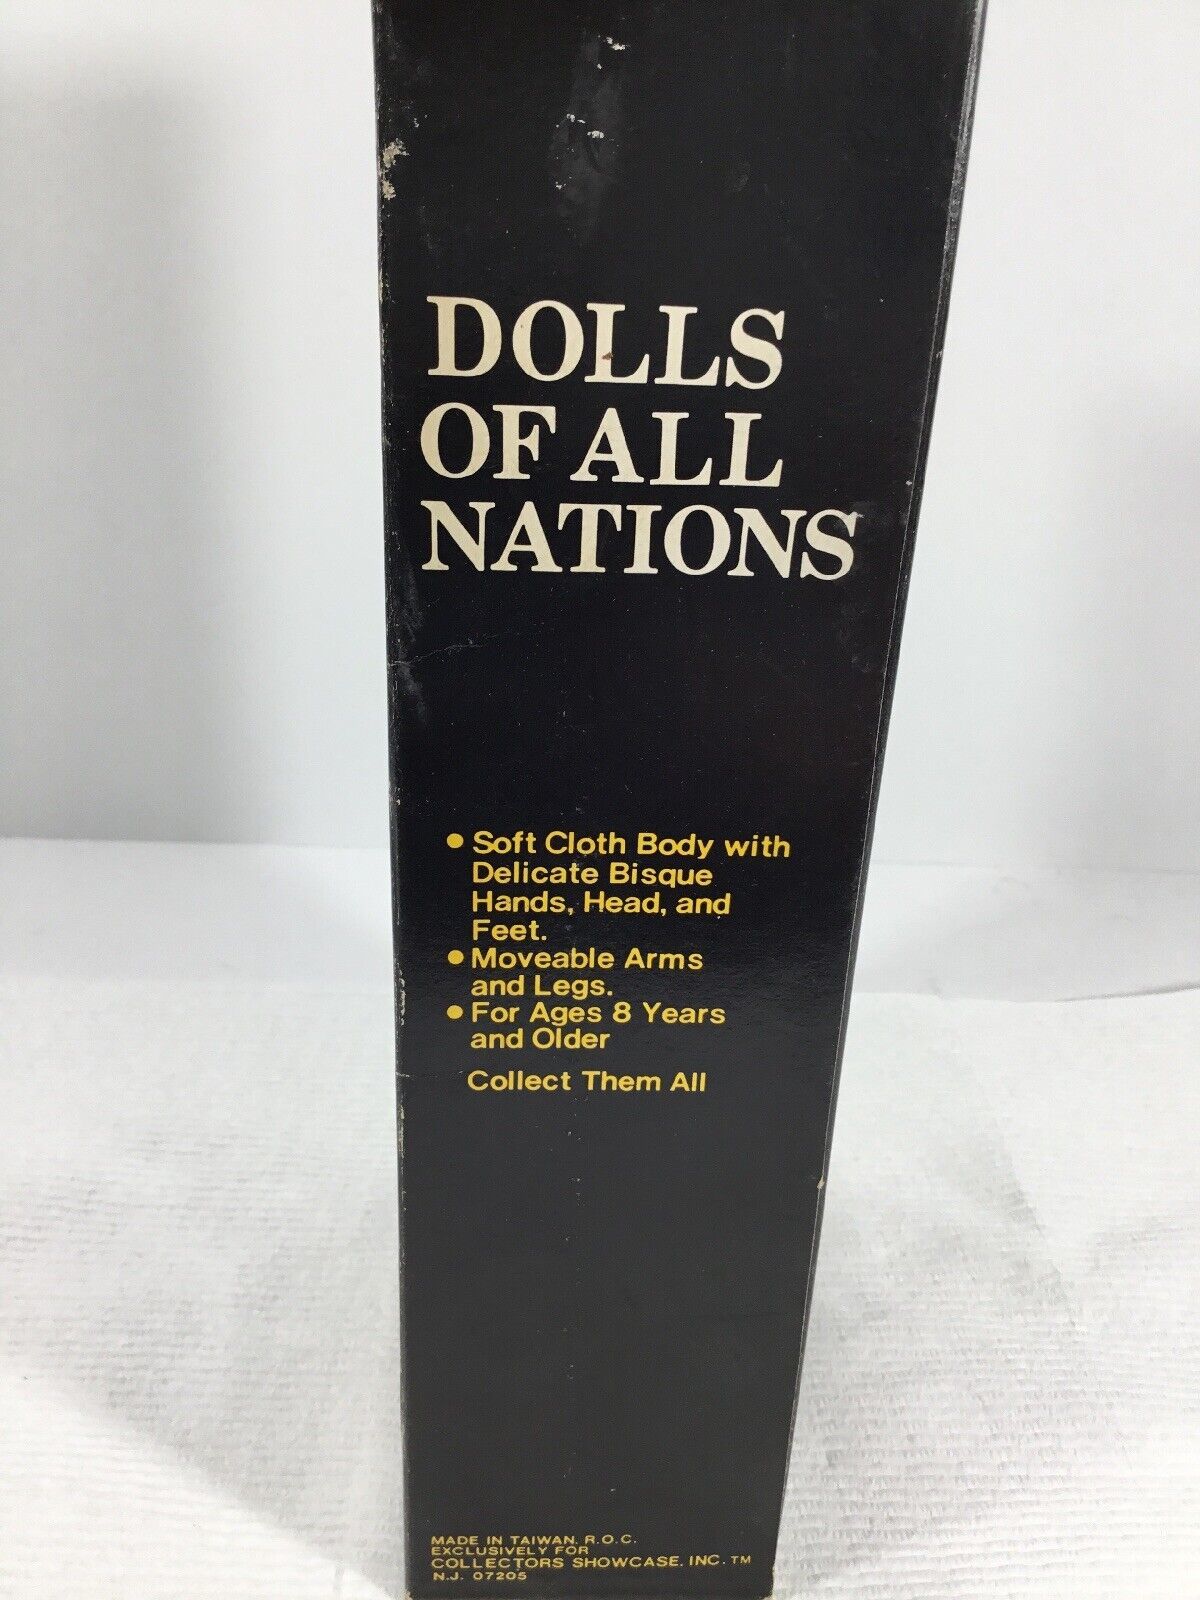 DOLLS
OF ALL
NATIONS
• Soft Cloth Body with
Delicate Bisque
Hands, Head, and
Feet.
• Moveable Arms
and Legs.
• For Ages 8 Years
and Older
Collect Them All
MADE IN TAIWAN, R.O.C.
EXCLUSIVELY FOR
COLLECTORS SHOWCASE, INC. ™
N.J. 07205